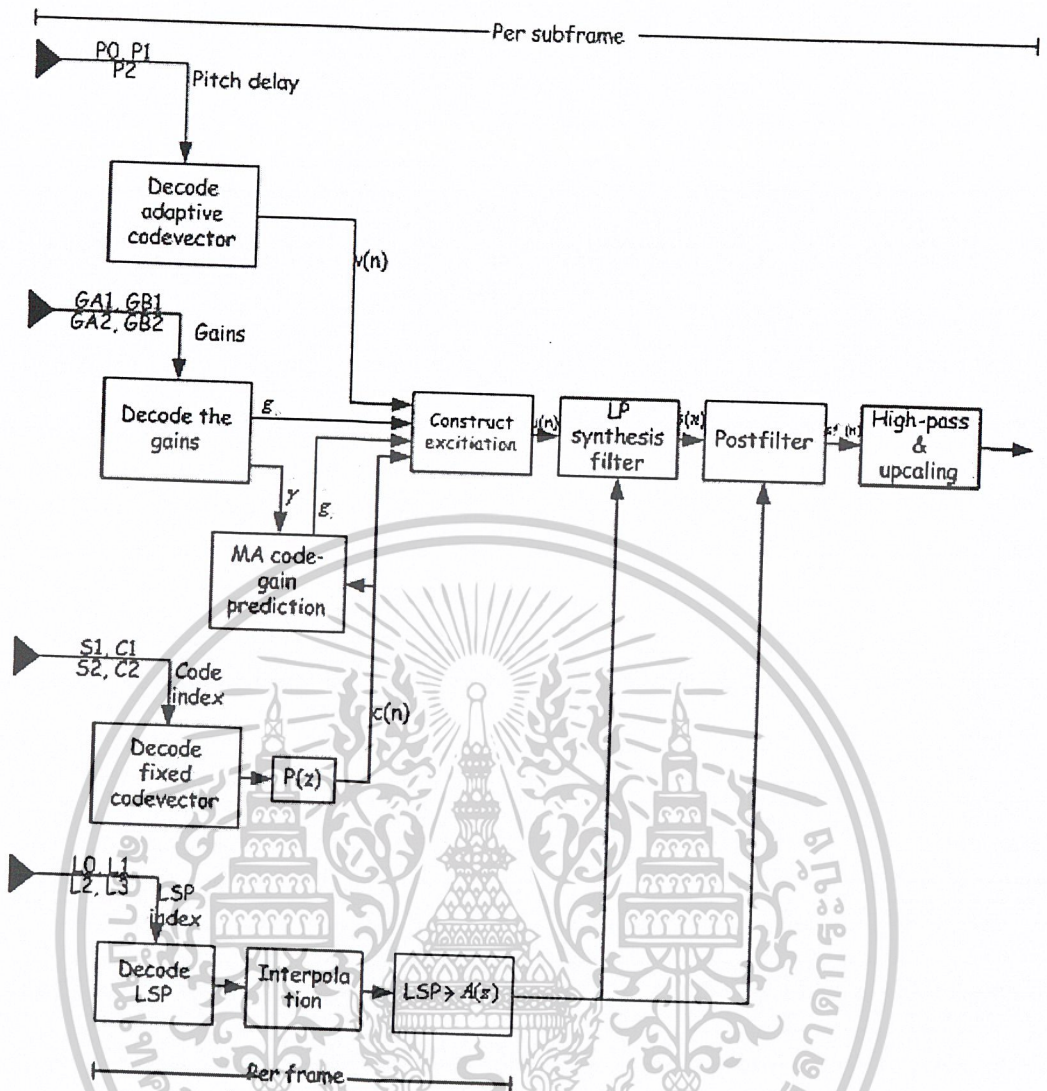 Per subframe
P0, P1
P2
Pitch delay
Decode
adaptive
codevector
v(n)
GA1, GB1
GA2, GB2
Gains
Decode the
gains
g
Construct
excitiation
u(n)
LP
synthesis
filter
Postfilter
High-pass
&
upcaling
γ
g
MA code-
gain
prediction
S1, C1
S2, C2
Code
index
c(n)
Decode
fixed
codevector
P(z)
L0, L1
L2, L3
LSP
index
Decode
LSP
Interpola
tion
LSP > A(z)
Per frame